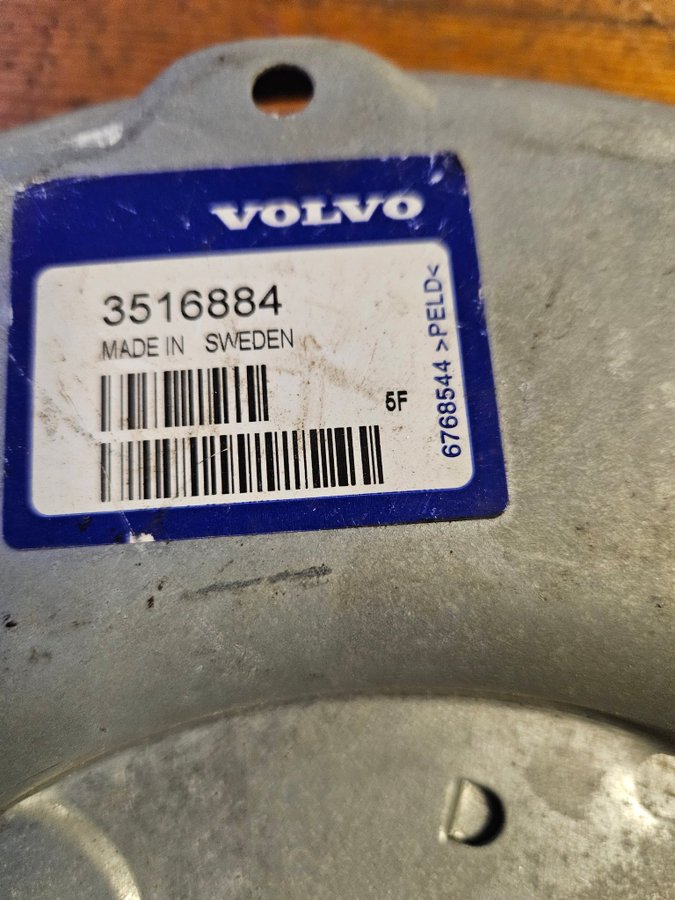 VOLVO
3516884
MADE IN SWEDEN
5F
6768544 >PELD<